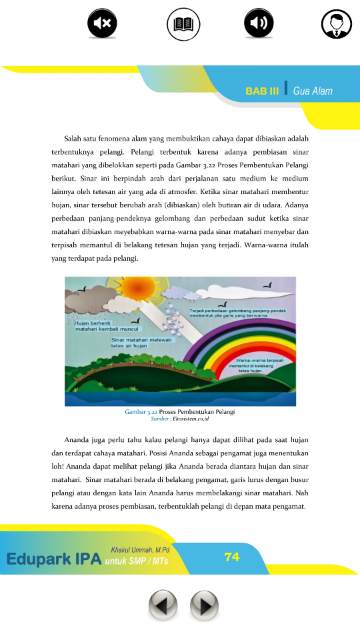 BAB III Gua Alam
Salah satu fenomena alam yang membuktikan cahaya dapat dibiaskan adalah
terbentuknya pelangi. Pelangi terbentuk karena adanya pembiasan sinar
matahari yang dibelokkan seperti pada Gambar 3.22 Proses Pembentukan Pelangi
berikut. Sinar ini berpindah arah dari perjalanan satu medium ke medium
lainnya oleh tetesan air yang ada di atmosfer. Ketika sinar matahari membentur
hujan, sinar tersebut berubah arah (dibiaskan) oleh butiran air di udara. Adanya
perbedaan panjang-pendeknya gelombang dan perbedaan sudut ketika sinar
matahari dibiaskan meyebabkan warna-warna pada sinar matahari menyebar dan
terpisah memantul di belakang tetesan hujan yang terjadi. Warna-warna itulah
yang terdapat pada pelangi.
Terjadi perbedaan gelombang panjang pendek
membentuk pita garis yang berwarna
Hujan berhenti
matahari kembali muncul
Sinar matahari melewati
tetes air hujan
Warna- warna terpisah
memantul di belakang
tetes hujan
Gambar 3.22 Proses Pembentukan Pelangi
Sumber : Ekosistem.co.id
Ananda juga perlu tahu kalau pelangi hanya dapat dilihat pada saat hujan
dan terdapat cahaya matahari. Posisi Ananda sebagai pengamat juga menentukan
loh! Ananda dapat melihat pelangi jika Ananda berada diantara hujan dan sinar
matahari. Sinar matahari berada di belakang pengamat, garis lurus dengan busur
pelangi atau dengan kata lain Ananda harus membelakangi sinar matahari. Nah
karena adanya proses pembiasan, terbentuklah pelangi di depan mata pengamat.
Khairul Ummah, M.Pd
Edupark IPA untuk SMP / MTs
74